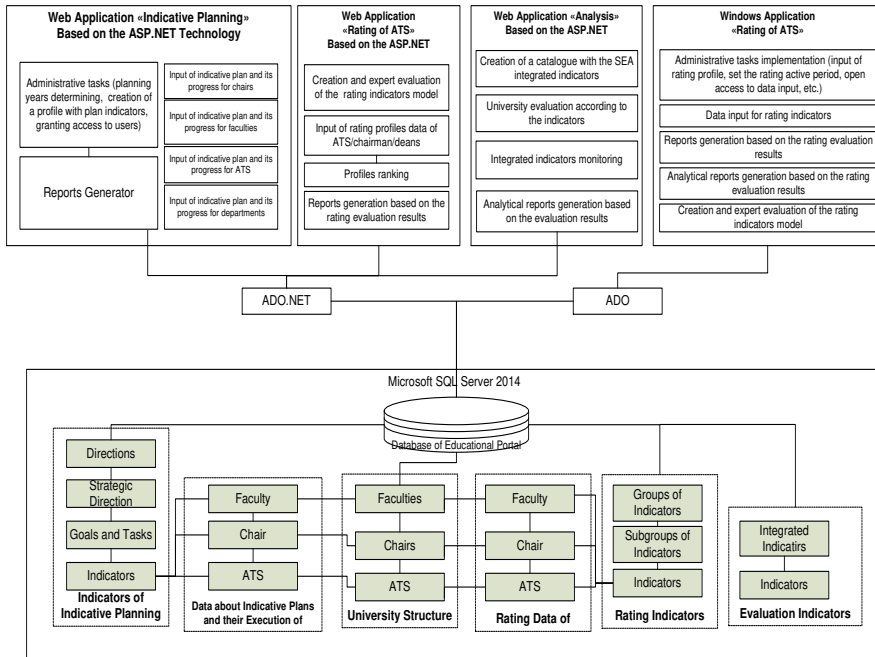 Web Application «Indicative Planning»
Based on the ASP.NET Technology
Administrative tasks (planning
years determining, creation of
a profile with plan indicators,
granting access to users)
Reports Generator
Input of indicative plan and its
progress for chairs
Input of indicative plan and its
progress for faculties
Input of indicative plan and its
progress for ATS
Input of indicative plan and its
progress for departments
Web Application
«Rating of ATS»
Based on the ASP.NET
Creation and expert evaluation
of the rating indicators model
Input of rating profiles data of
ATS/chairman/deans
Profiles ranking
Reports generation based on the
rating evaluation results
Web Application «Analysis»
Based on the ASP.NET
Creation of a catalogue with the SEA
integrated indicators
University evaluation according to
the indicators
Integrated indicators monitoring
Analytical reports generation based
on the evaluation results
Windows Application
«Rating of ATS»
Administrative tasks implementation (input of
rating profile, set the rating active period, open
access to data input, etc.)
Data input for rating indicators
Reports generation based on the rating evaluation
results
Analytical reports generation based on the rating
evaluation results
Creation and expert evaluation of the rating
indicators model
ADO.NET
ADO
Microsoft SQL Server 2014
Database of Educational Portal
Directions
Strategic
Direction
Goals and Tasks
Indicators
Indicators of
Indicative Planning
Faculty
Chair
ATS
Data about Indicative Plans
and their Execution of
Faculties
Chairs
ATS
University Structure
Faculty
Chair
ATS
Rating Data of
Groups of
Indicators
Subgroups of
Indicators
Indicators
Rating Indicators
Integrated
Indicatirs
Indicators
Evaluation Indicators